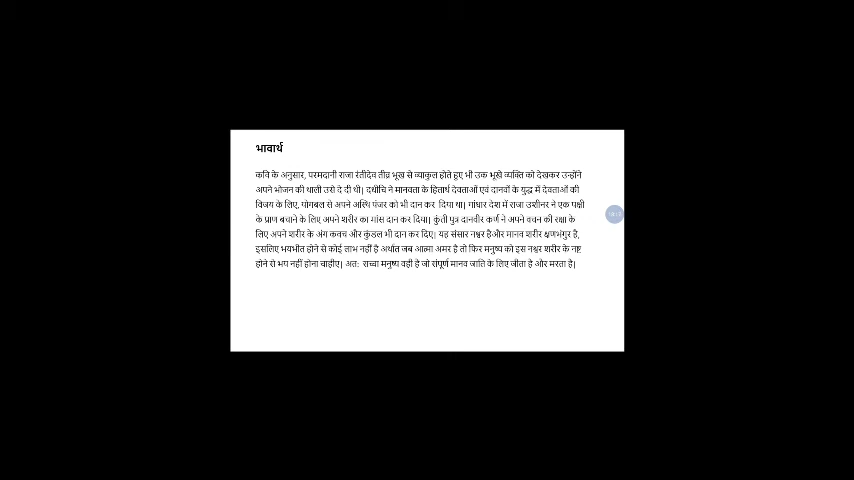 भावार्थ
कवि के अनुसार, परमदानी राजा रंतीदेव तीव्र भूख से व्याकुल होते हुए भी उक भूखे व्यक्ति को देखकर उन्होंने
अपने भोजन की थाली उसे दे दी थी| दधीचि ने मानवता के हितार्थ देवताओं एवं दानवों के युद्ध में देवताओं की
विजय के लिए, योगबल से अपने अस्थि पंजर को भी दान कर दिया था| गांधार देश में राजा उशीनर ने एक पक्षी
के प्राण बचाने के लिए अपने शरीर का मांस दान कर दिया| कुंती पुत्र दानवीर कर्ण ने अपने वचन की रक्षा के
लिए अपने शरीर के अंग कवच और कुंडल भी दान कर दिए| यह संसार नश्वर हैऔर मानव शरीर क्षणभंगुर है,
इसलिए भयभीत होने से कोई लाभ नहीं है अर्थात जब आत्मा अमर है तो फिर मनुष्य को इस नश्वर शरीर के नष्ट
होने से भय नहीं होना चाहीए| अत: सच्चा मनुष्य वही है जो संपूर्ण मानव जाति के लिए जीता है और मरता है|